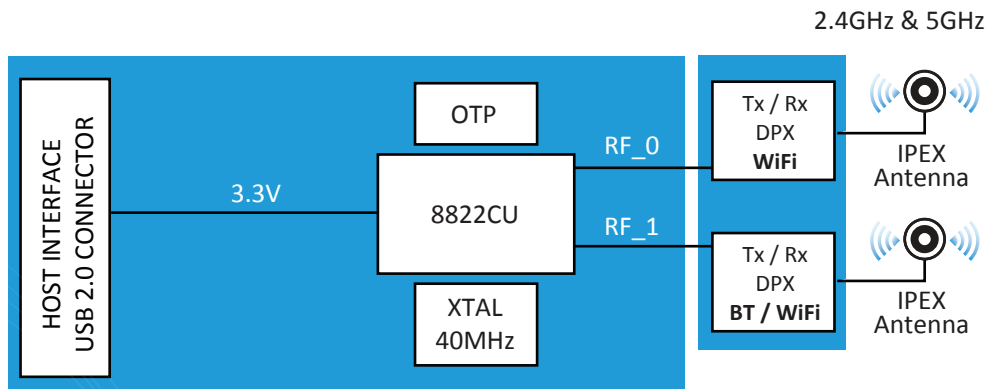 2.4GHz & 5GHz
HOST INTERFACE
USB 2.0 CONNECTOR
3.3V
OTP
8822CU
XTAL
40MHz
RF_0
RF_1
Tx / Rx
DPX
WiFi
Tx / Rx
DPX
BT / WiFi
IPEX
Antenna
IPEX
Antenna